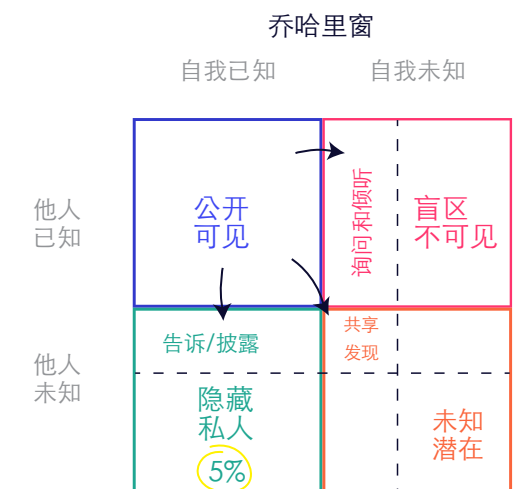 乔哈里窗
自我已知
自我未知
他人
已知
公开
可见
询问和倾听
盲区
不可见
他人
未知
告诉/披露
共享
发现
隐藏
私人
5%
未知
潜在